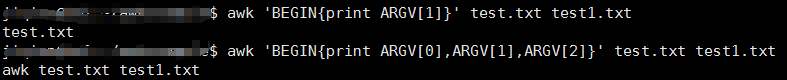 $ awk 'BEGIN{print ARGV[1]}' test.txt test1.txt
test.txt
$ awk 'BEGIN{print ARGV[0],ARGV[1],ARGV[2]}' test.txt test1.txt
awk test.txt test1.txt